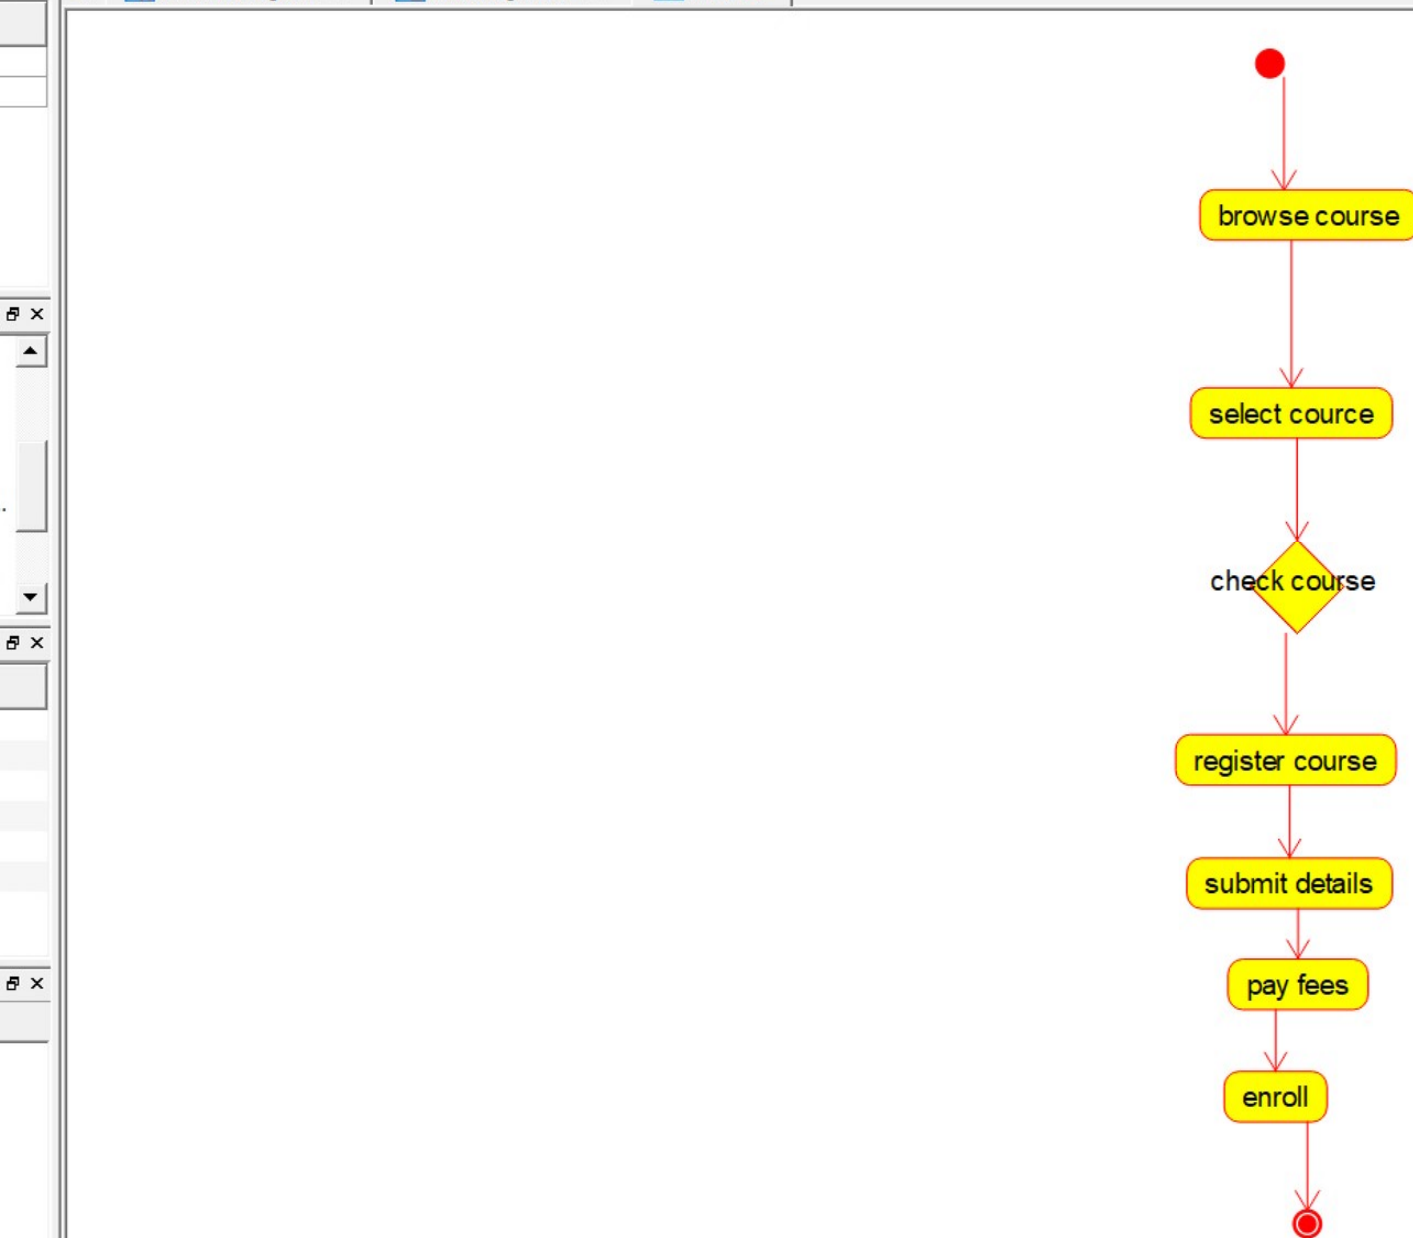 browse course
select cource
check course
register course
submit details
pay fees
enroll